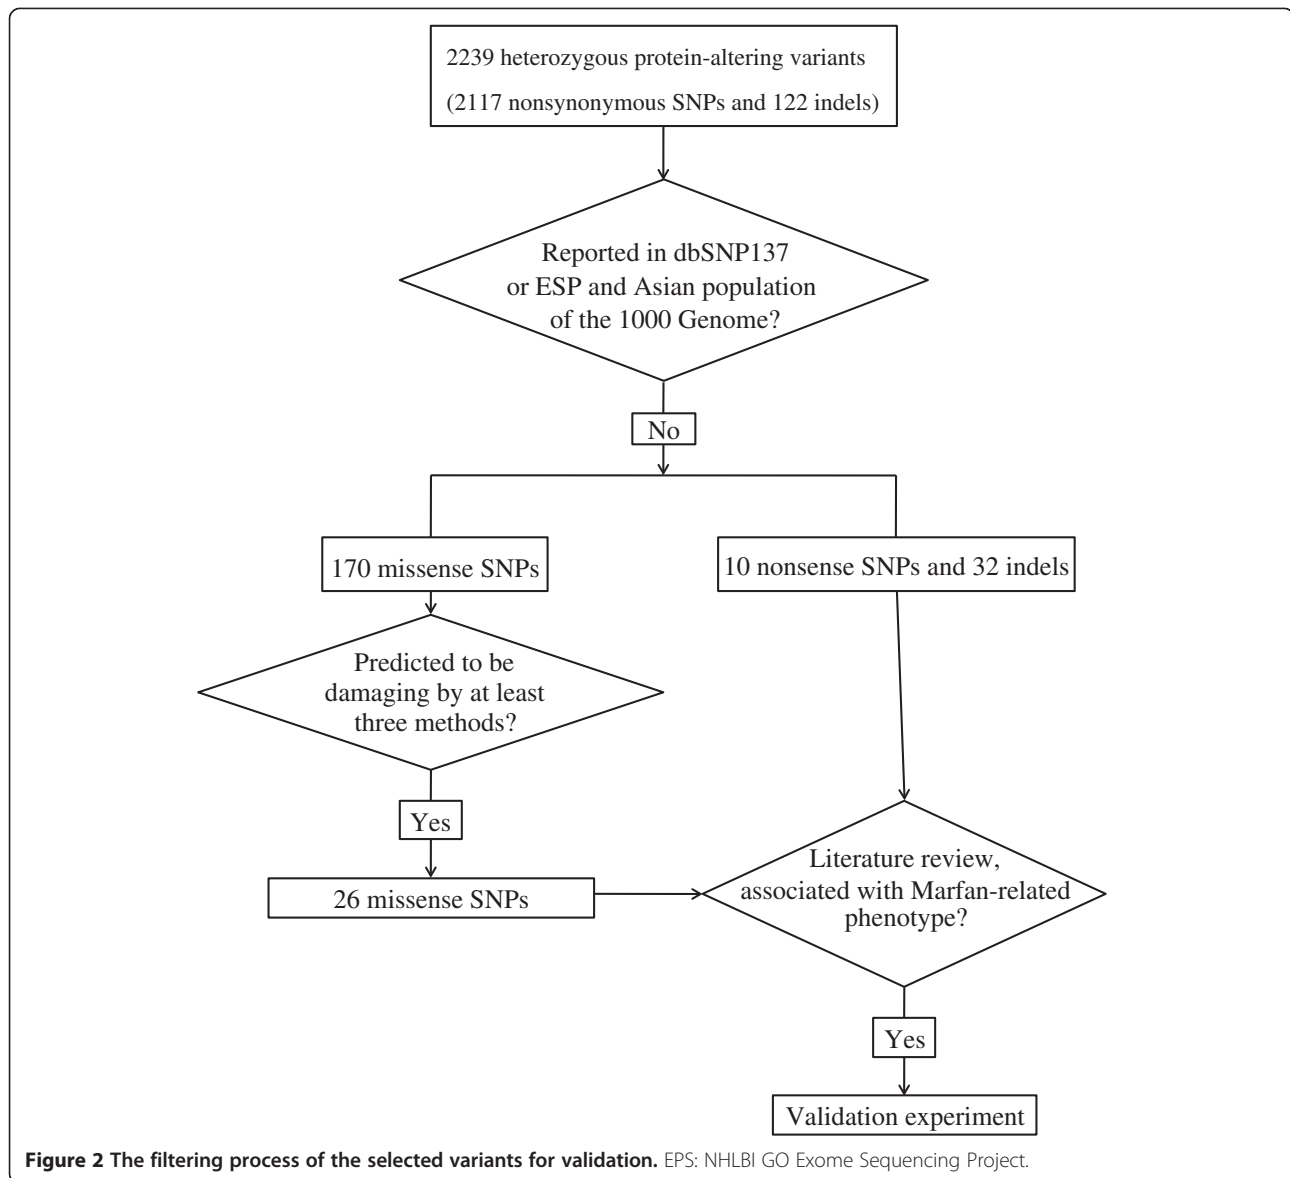 2239 heterozygous protein-altering variants
(2117 nonsynonymous SNPs and 122 indels)
Reported in dbSNP137
or ESP and Asian population
of the 1000 Genome?
No
170 missense SNPs
10 nonsense SNPs and 32 indels
Predicted to be
damaging by at least
three methods?
Yes
26 missense SNPs
Literature review,
associated with Marfan-related
phenotype?
Yes
Validation experiment
Figure 2 The filtering process of the selected variants for validation. EPS: NHLBI GO Exome Sequencing Project.